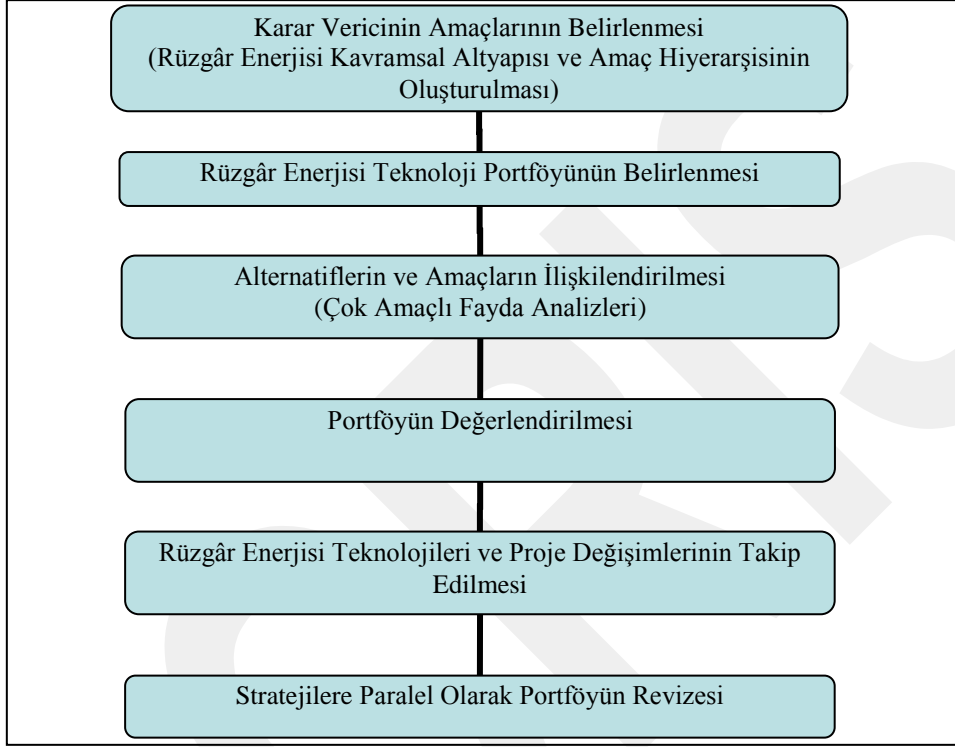 Karar Vericinin Amaçlarının Belirlenmesi
(Rüzgâr Enerjisi Kavramsal Altyapısı ve Amaç Hiyerarşisinin
Oluşturulması)
Rüzgâr Enerjisi Teknoloji Portföyünün Belirlenmesi
Alternatiflerin ve Amaçların İlişkilendirilmesi
(Çok Amaçlı Fayda Analizleri)
Portföyün Değerlendirilmesi
Rüzgâr Enerjisi Teknolojileri ve Proje Değişimlerinin Takip
Edilmesi
Stratejilere Paralel Olarak Portföyün Revizesi